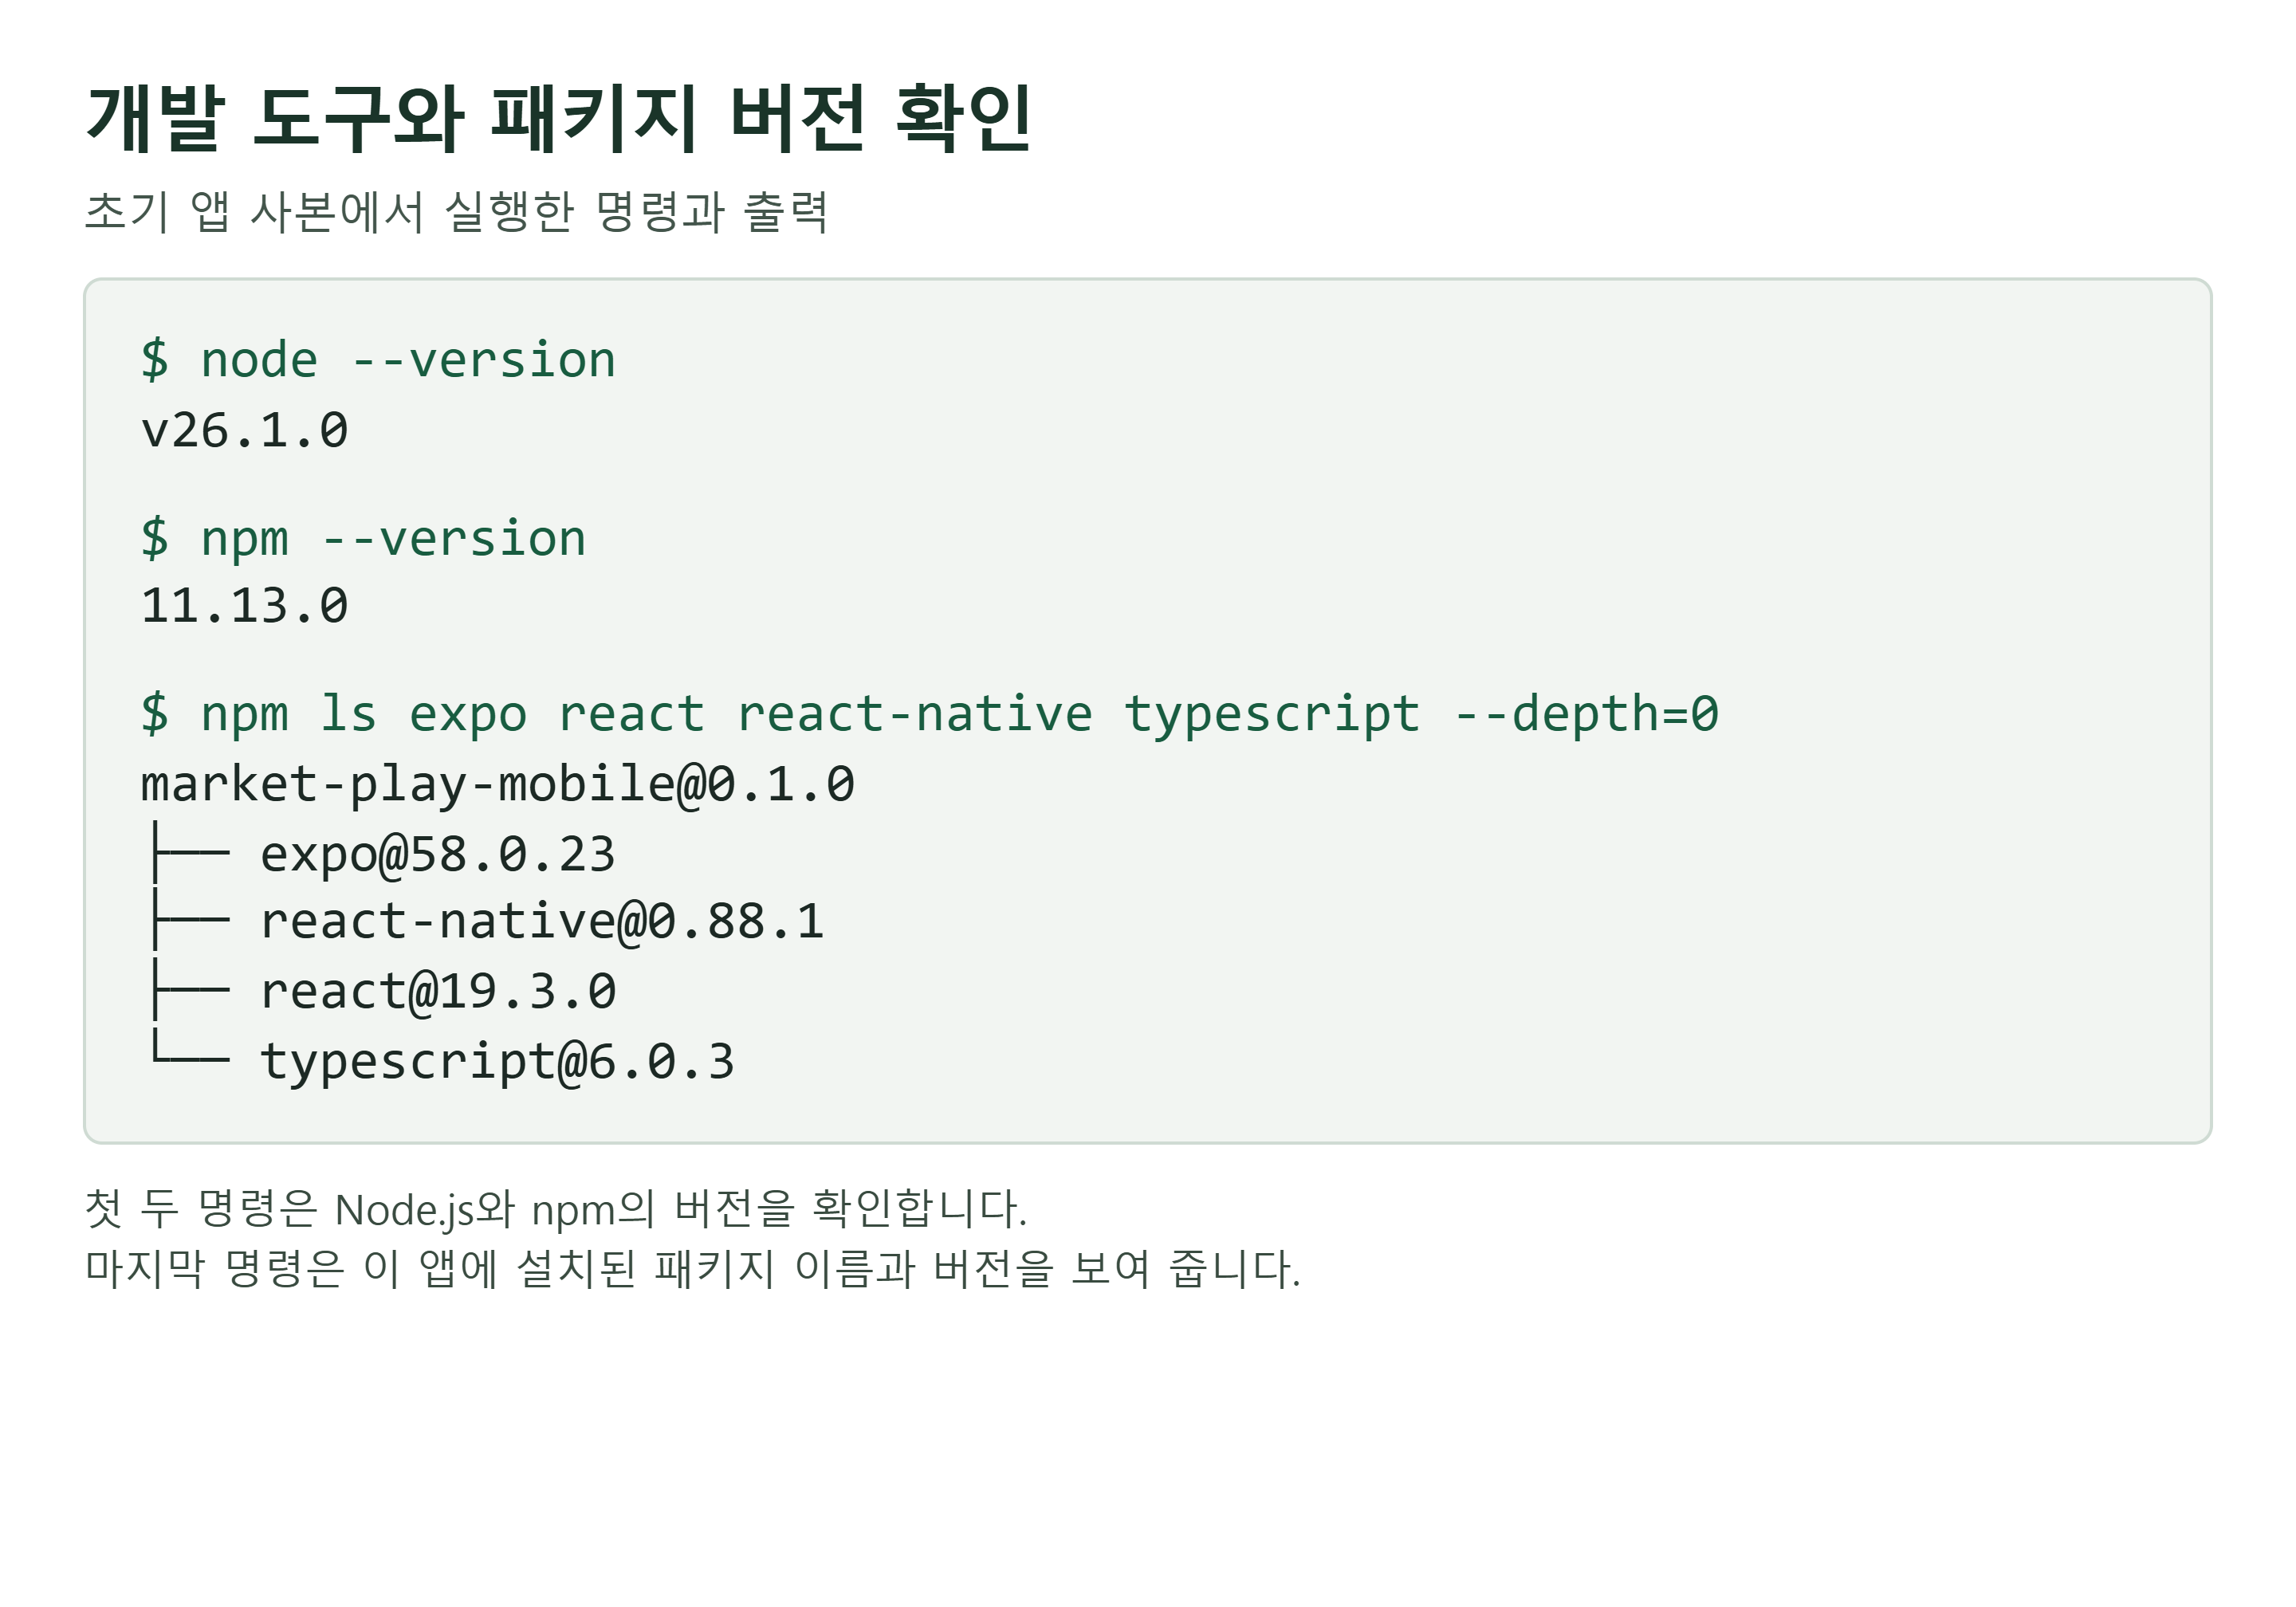 개발 도구와 패키지 버전 확인
초기 앱 사본에서 실행한 명령과 출력
$ node --version
v26.1.0
$ npm --version
11.13.0
$ npm ls expo react react-native typescript --depth=0
market-play-mobile@0.1.0
├── expo@58.0.23
├── react-native@0.88.1
├── react@19.3.0
└── typescript@6.0.3
첫 두 명령은 Node.js와 npm의 버전을 확인합니다.
마지막 명령은 이 앱에 설치된 패키지 이름과 버전을 보여 줍니다.